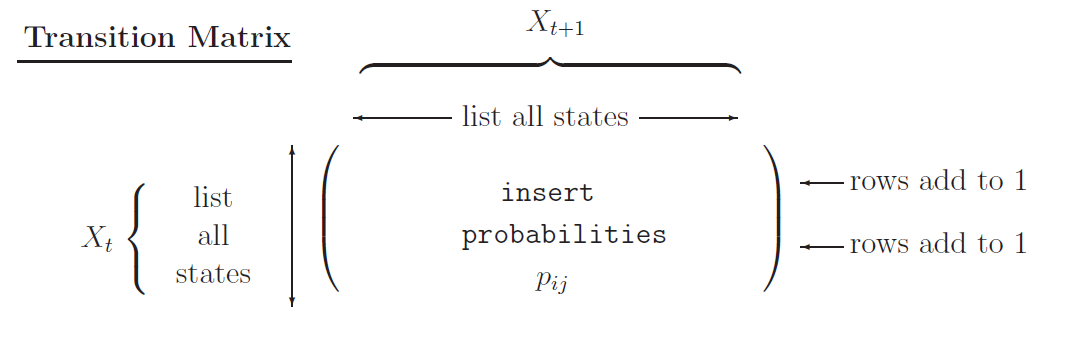 Transition Matrix
X_{t+1}
list all states
X_t
list
all
states
insert
probabilities
p_{ij}
rows add to 1
rows add to 1